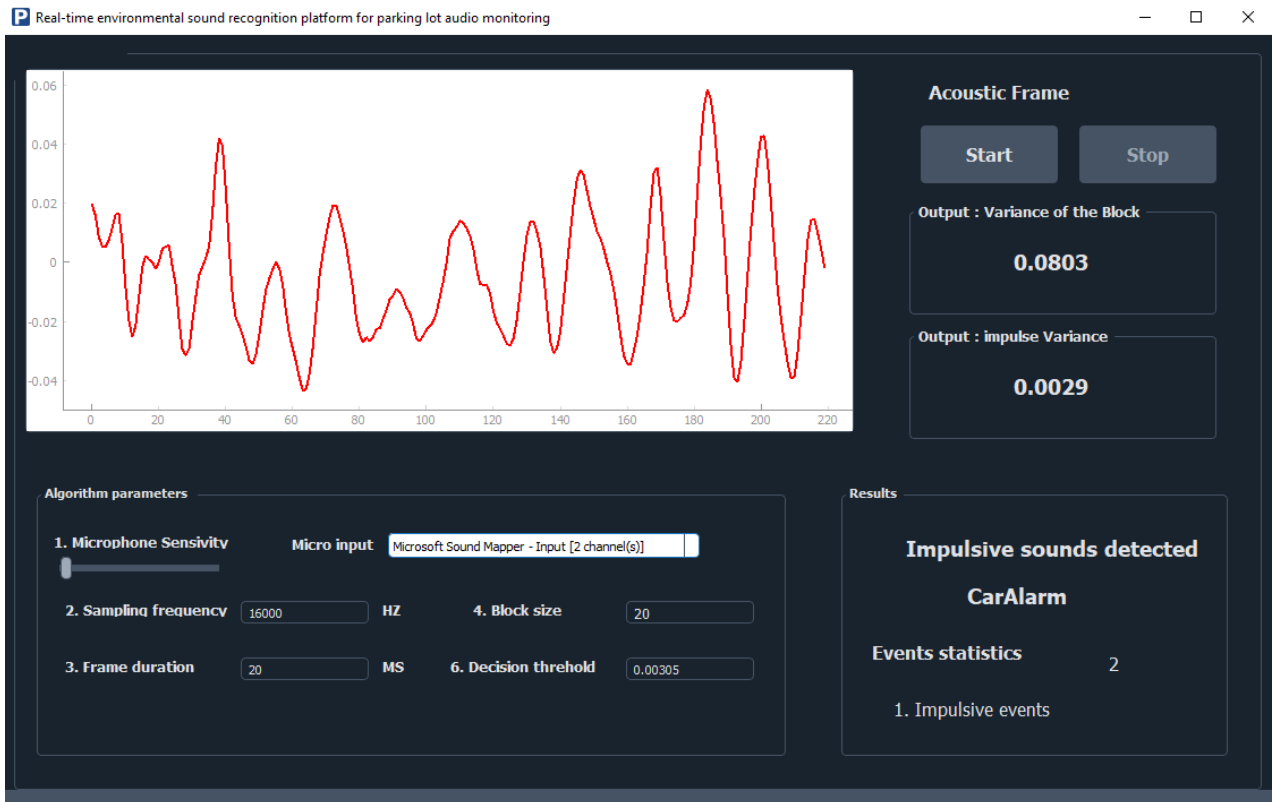 P Real-time environmental sound recognition platform for parking lot audio monitoring
0.06
0.04
0.02
0
-0.02
-0.04
0 20 40 60 80 100 120 140 160 180 200 220
Acoustic Frame
Start Stop
Output : Variance of the Block
0.0803
Output : impulse Variance
0.0029
Algorithm parameters
1. Microphone Sensivity Micro input Microsoft Sound Mapper - Input [2 channel(s)]
2. Sampling frequency 16000 HZ 4. Block size 20
3. Frame duration 20 MS 6. Decision threhold 0.00305
Results
Impulsive sounds detected
CarAlarm
Events statistics 2
1. Impulsive events